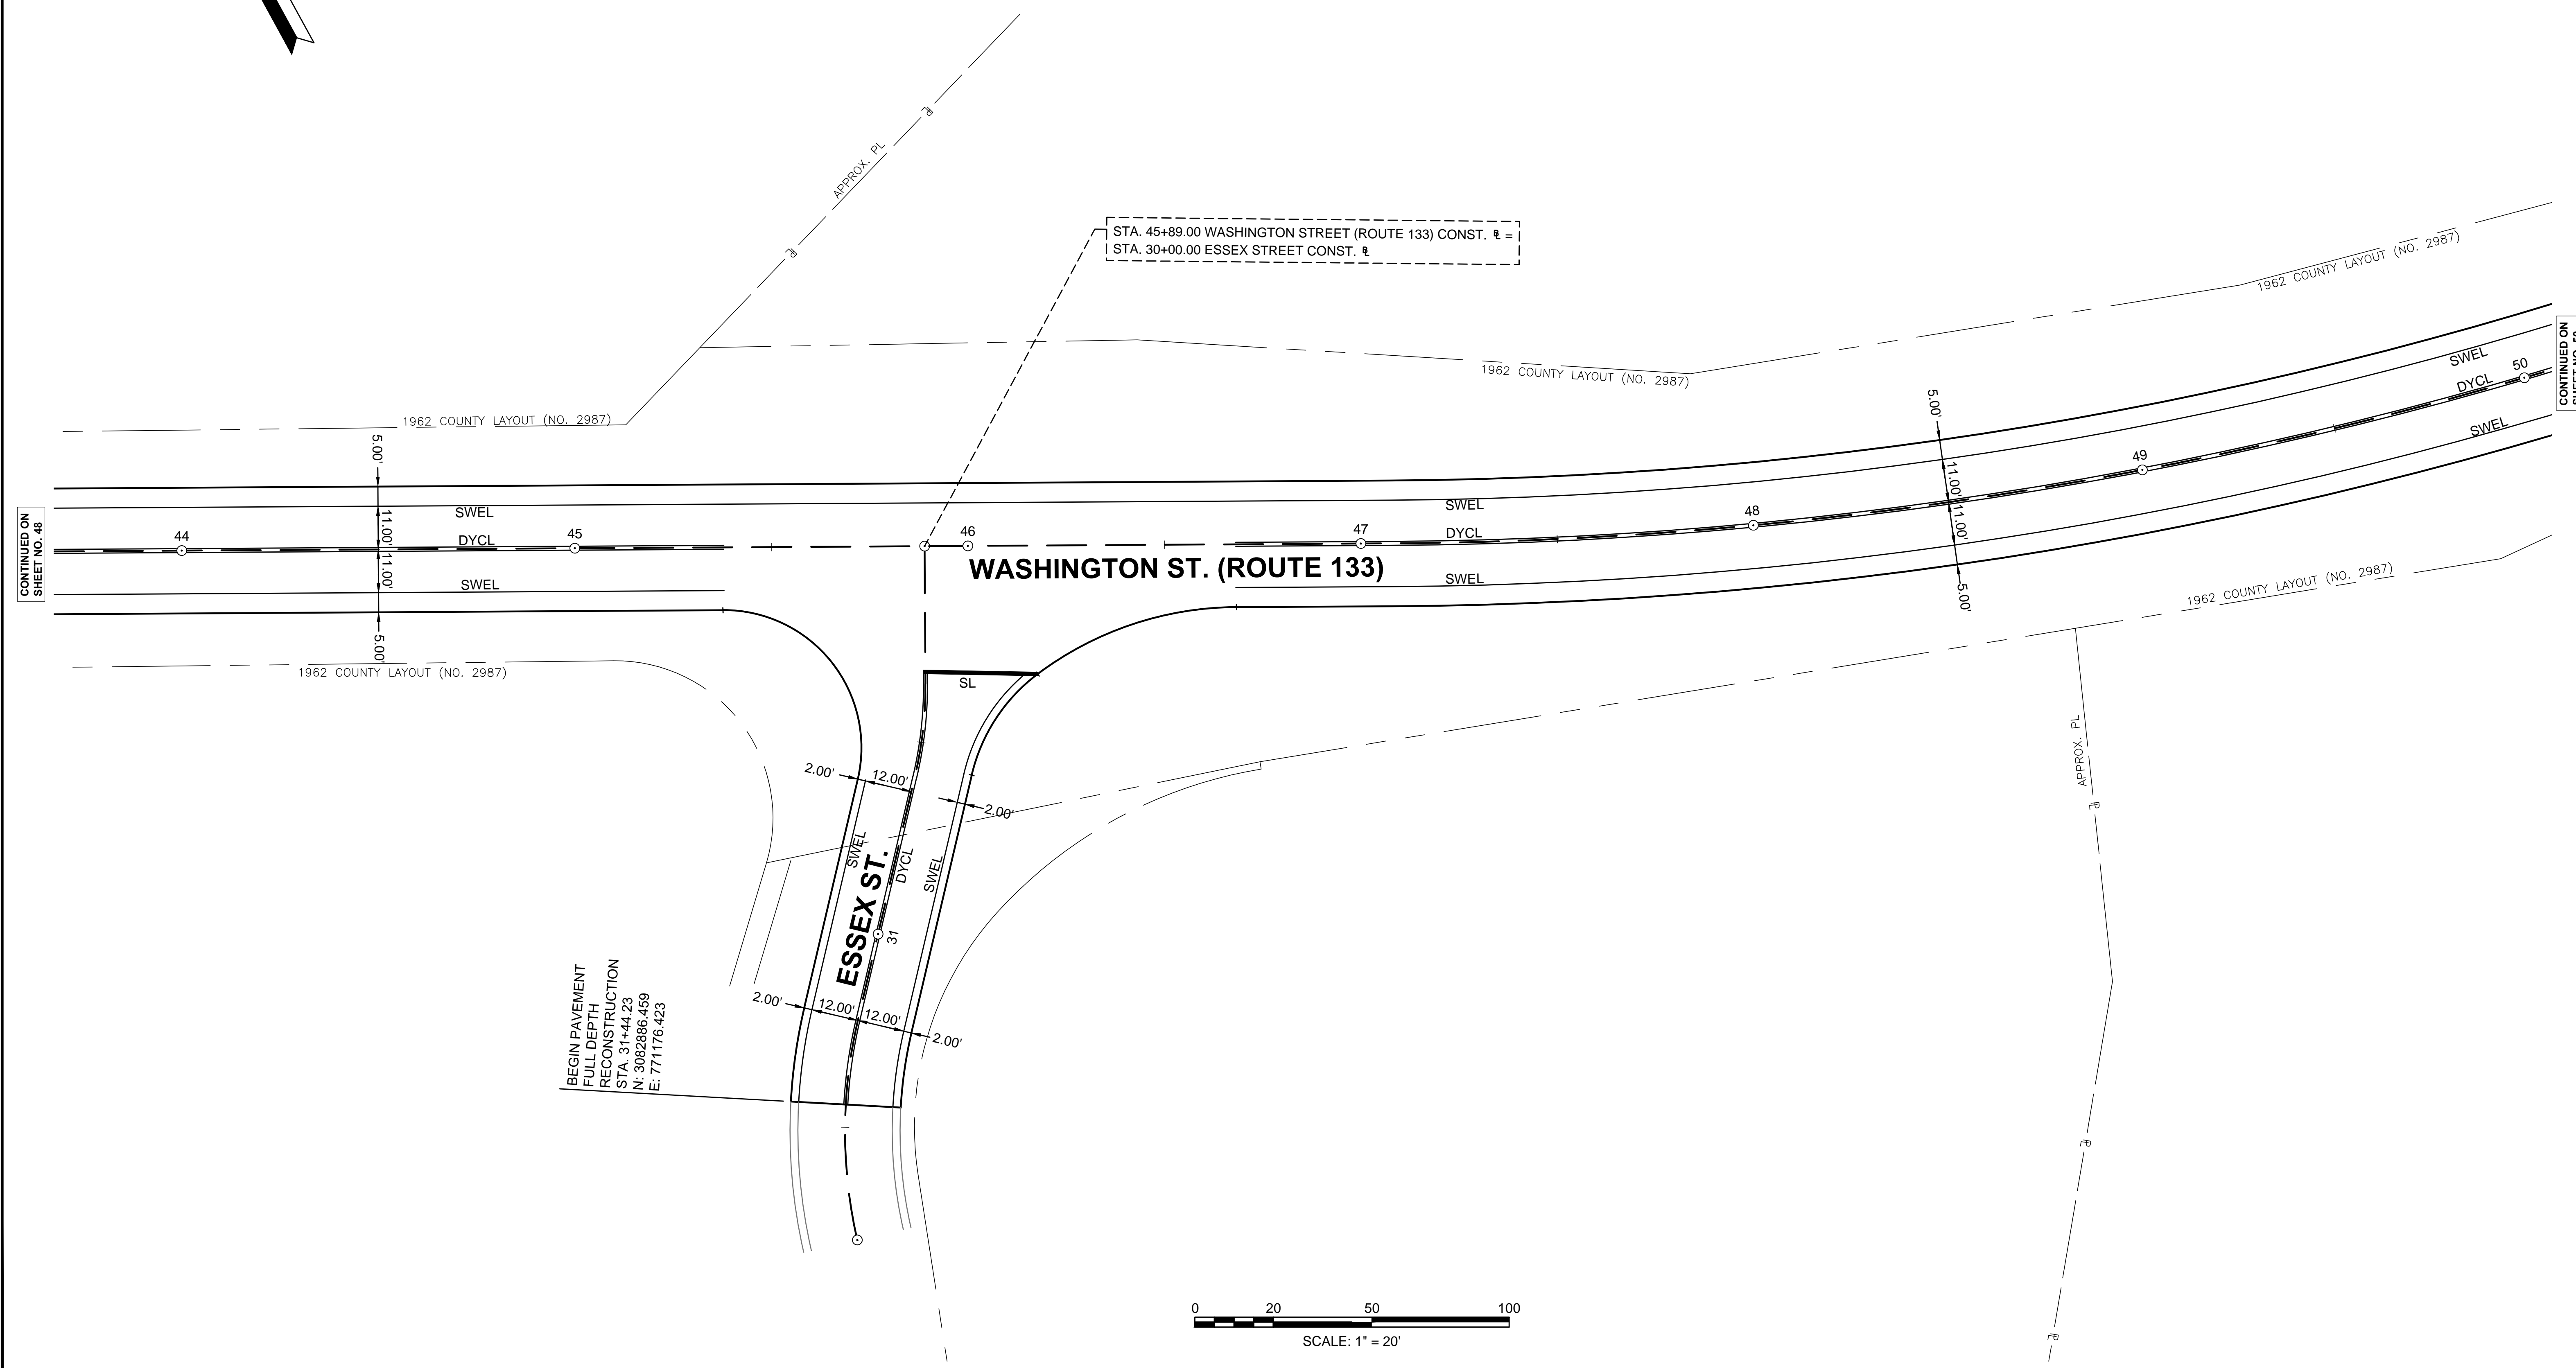 APPROX. PL
STA. 45+89.00 WASHINGTON STREET (ROUTE 133) CONST. ℄ =
STA. 30+00.00 ESSEX STREET CONST. ℄
1962 COUNTY LAYOUT (NO. 2987)
1962 COUNTY LAYOUT (NO. 2987)
1962 COUNTY LAYOUT (NO. 2987)
CONTINUED ON
SHEET NO. 48
CONTINUED ON
5.00'
11.00'
11.00'
5.00'
5.00'
11.00'
11.00'
5.00'
44
45
46
47
48
49
50
SWEL
DYCL
SWEL
SWEL
DYCL
SWEL
SWEL
DYCL
SWEL
WASHINGTON ST. (ROUTE 133)
1962 COUNTY LAYOUT (NO. 2987)
1962 COUNTY LAYOUT (NO. 2987)
SL
APPROX. PL
2.00'
12.00'
2.00'
SWEL
ESSEX ST.
DYCL
SWEL
31
2.00'
12.00'
12.00'
2.00'
BEGIN PAVEMENT
FULL DEPTH
RECONSTRUCTION
STA. 31+44.23
N: 3082886.459
E: 771176.423
0 20 50 100
SCALE: 1" = 20'